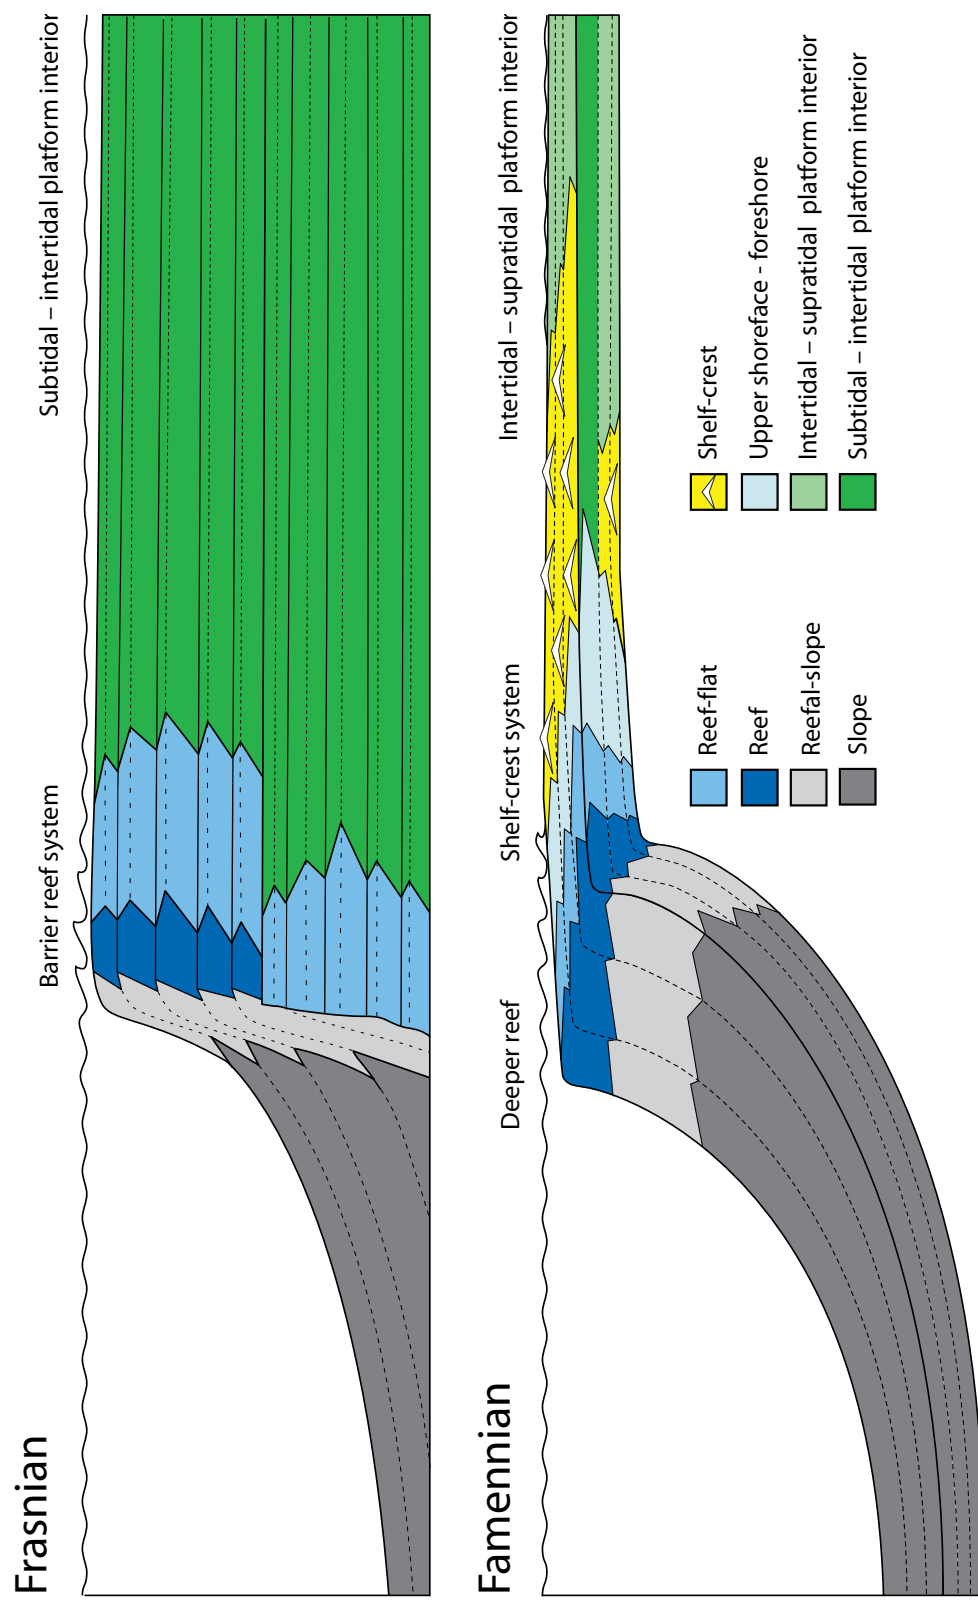 Frasnian
Barrier reef system
Subtidal – intertidal platform interior
Famennian
Deeper reef
Shelf-crest system
Intertidal – supratidal platform interior
Reef-flat
Reef
Reefal-slope
Slope
Shelf-crest
Upper shoreface - foreshore
Intertidal – supratidal platform interior
Subtidal – intertidal platform interior